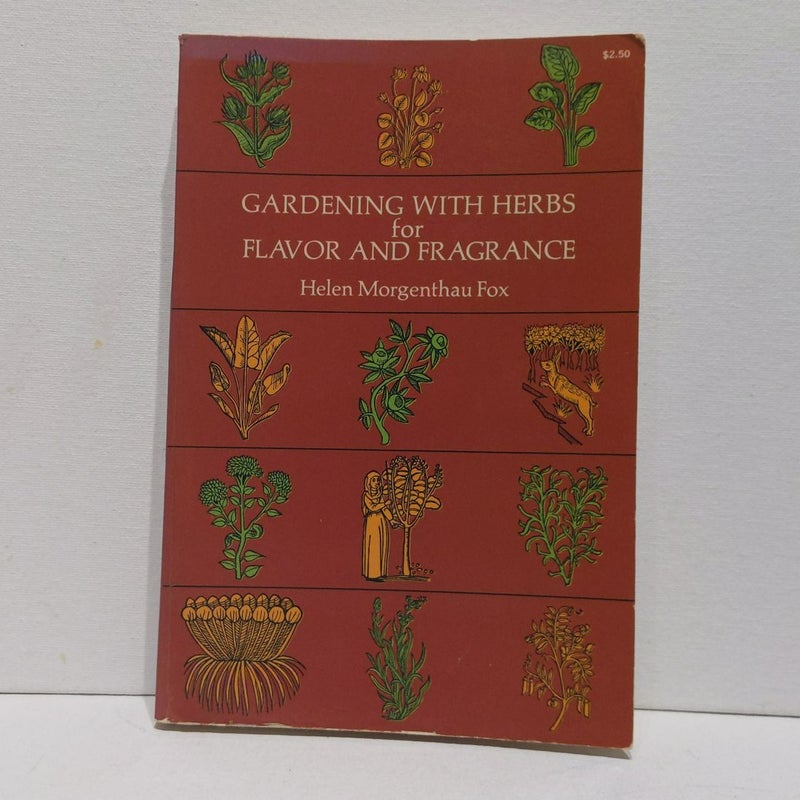 $2.50
GARDENING WITH HERBS
for
FLAVOR AND FRAGRANCE
Helen Morgenthau Fox